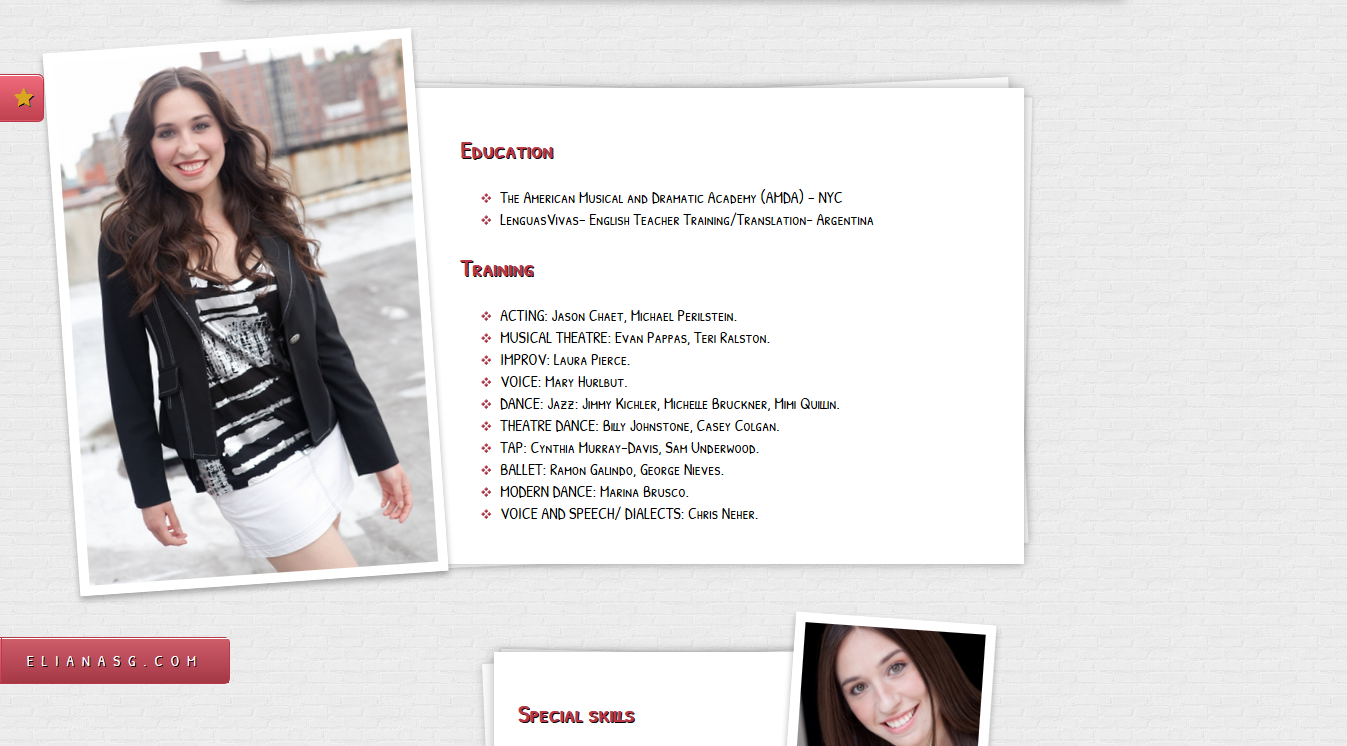 Education
The American Musical and Dramatic Academy (AMDA) – NYC
LenguasVivas– English Teacher Training/Translation– Argentina
Training
ACTING: Jason Chaet, Michael Perilstein.
MUSICAL THEATRE: Evan Pappas, Teri Ralston.
IMPROV: Laura Pierce.
VOICE: Mary Hurlbut.
DANCE: Jazz: Jimmy Kichler, Michelle Bruckner, Mimi Quillin.
THEATRE DANCE: Billy Johnstone, Casey Colgan.
TAP: Cynthia Murray-Davis, Sam Underwood.
BALLET: Ramon Galindo, George Nieves.
MODERN DANCE: Marina Brusco.
VOICE AND SPEECH/ DIALECTS: Chris Neher.
ELIANASG.COM
Special skills